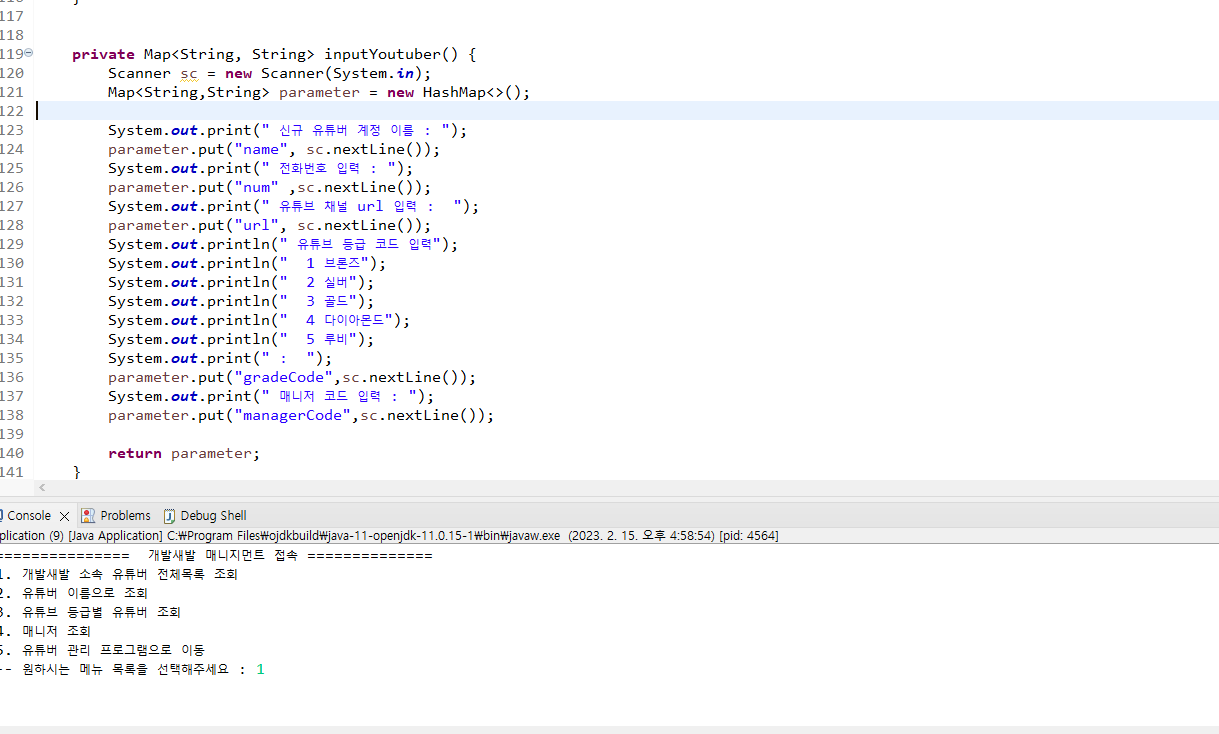 117
118
119 private Map<String, String> inputYoutuber() {
120 Scanner sc = new Scanner(System.in);
121 Map<String,String> parameter = new HashMap<>();
122
123 System.out.print(" 신규 유튜버 계정 이름 : ");
124 parameter.put("name", sc.nextLine());
125 System.out.print(" 전화번호 입력 : ");
126 parameter.put("num" ,sc.nextLine());
127 System.out.print(" 유튜브 채널 url 입력 :  ");
128 parameter.put("url", sc.nextLine());
129 System.out.println(" 유튜브 등급 코드 입력");
130 System.out.println("  1 브론즈");
131 System.out.println("  2 실버");
132 System.out.println("  3 골드");
133 System.out.println("  4 다이아몬드");
134 System.out.println("  5 루비");
135 System.out.print(" :  ");
136 parameter.put("gradeCode",sc.nextLine());
137 System.out.print(" 매니저 코드 입력 : ");
138 parameter.put("managerCode",sc.nextLine());
139
140 return parameter;
141 }
Console Problems Debug Shell
plication (9) [Java Application] C:₩Program Files₩ojdkbuild₩java-11-openjdk-11.0.15-1₩bin₩javaw.exe (2023. 2. 15. 오후 4:58:54) [pid: 4564]
=============== 개발새발 매니지먼트 접속 ==============
1. 개발새발 소속 유튜버 전체목록 조회
2. 유튜버 이름으로 조회
3. 유튜브 등급별 유튜버 조회
4. 매니저 조회
5. 유튜버 관리 프로그램으로 이동
-- 원하시는 메뉴 목록을 선택해주세요 : 1